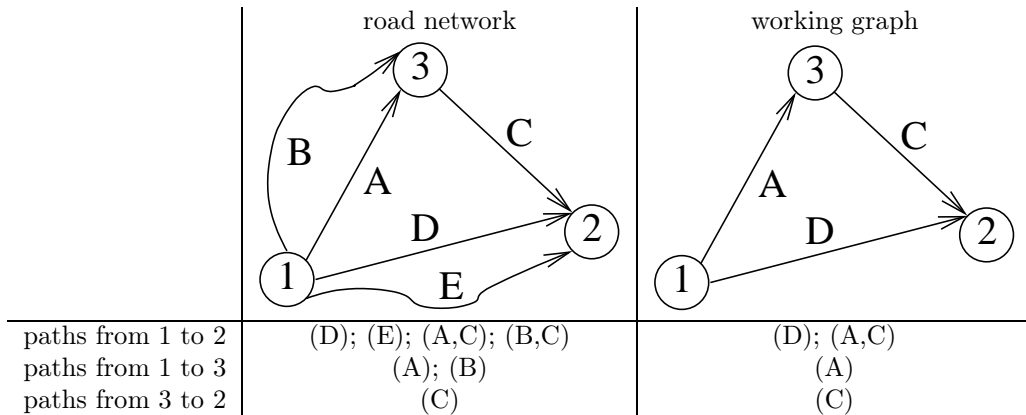 road network
working graph
3
3
B
C
C
A
A
D
D
2
2
1
E
1
paths from 1 to 2 (D); (E); (A,C); (B,C) (D); (A,C)
paths from 1 to 3 (A); (B) (A)
paths from 3 to 2 (C) (C)